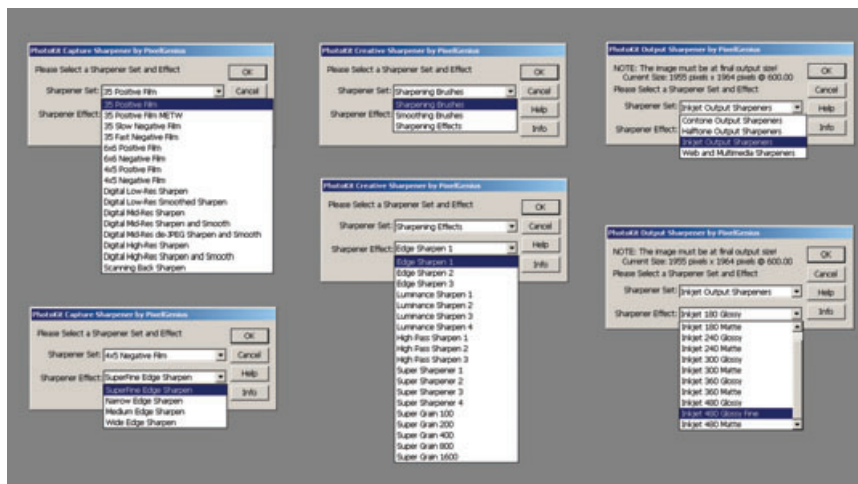 PhotoKit Capture Sharpener by PixelGenius
Please Select a Sharpener Set and Effect
OK
Sharpener Set: 35 Positive Film
Cancel
Sharpener Effect:
35 Positive Film
35 Positive Film METW
35 Slow Negative Film
35 Fast Negative Film
6x6 Positive Film
6x6 Negative Film
4x5 Positive Film
4x5 Negative Film
Digital Low-Res Sharpen
Digital Low-Res Smoothed Sharpen
Digital Mid-Res Sharpen
Digital Mid-Res Sharpen and Smooth
Digital Mid-Res de-JPEG Sharpen and Smooth
Digital High-Res Sharpen
Digital High-Res Sharpen and Smooth
Scanning Back Sharpen
PhotoKit Capture Sharpener by PixelGenius
Please Select a Sharpener Set and Effect
OK
Sharpener Set: 4x5 Negative Film
Cancel
Sharpener Effect: SuperFine Edge Sharpen
Help
SuperFine Edge Sharpen
Info
Narrow Edge Sharpen
Medium Edge Sharpen
Wide Edge Sharpen
PhotoKit Creative Sharpener by PixelGenius
Please Select a Sharpener Set and Effect
OK
Sharpener Set: Sharpening Brushes
Cancel
Sharpening Brushes
Sharpener Effect:
Smoothing Brushes
Help
Sharpening Effects
Info
PhotoKit Creative Sharpener by PixelGenius
Please Select a Sharpener Set and Effect
OK
Sharpener Set: Sharpening Effects
Cancel
Sharpener Effect: Edge Sharpen 1
Help
Edge Sharpen 1
Info
Edge Sharpen 2
Edge Sharpen 3
Luminance Sharpen 1
Luminance Sharpen 2
Luminance Sharpen 3
Luminance Sharpen 4
High Pass Sharpen 1
High Pass Sharpen 2
High Pass Sharpen 3
Super Sharpener 1
Super Sharpener 2
Super Sharpener 3
Super Sharpener 4
Super Grain 100
Super Grain 200
Super Grain 400
Super Grain 800
Super Grain 1600
PhotoKit Output Sharpener by PixelGenius
NOTE: The image must be at final output size!
Current Size: 1955 pixels x 1964 pixels @ 600.00
OK
Please Select a Sharpener Set and Effect
Cancel
Sharpener Set: Inkjet Output Sharpeners
Help
Contone Output Sharpeners
Sharpener Effect:
Halftone Output Sharpeners
Info
Inkjet Output Sharpeners
Web and Multimedia Sharpeners
PhotoKit Output Sharpener by PixelGenius
NOTE: The image must be at final output size!
Current Size: 1955 pixels x 1964 pixels @ 600.00
OK
Please Select a Sharpener Set and Effect
Cancel
Sharpener Set: Inkjet Output Sharpeners
Help
Sharpener Effect: Inkjet 180 Glossy
Info
Inkjet 180 Matte
Inkjet 240 Glossy
Inkjet 240 Matte
Inkjet 300 Glossy
Inkjet 300 Matte
Inkjet 360 Glossy
Inkjet 360 Matte
Inkjet 480 Glossy
Inkjet 480 Glossy Fine
Inkjet 480 Matte